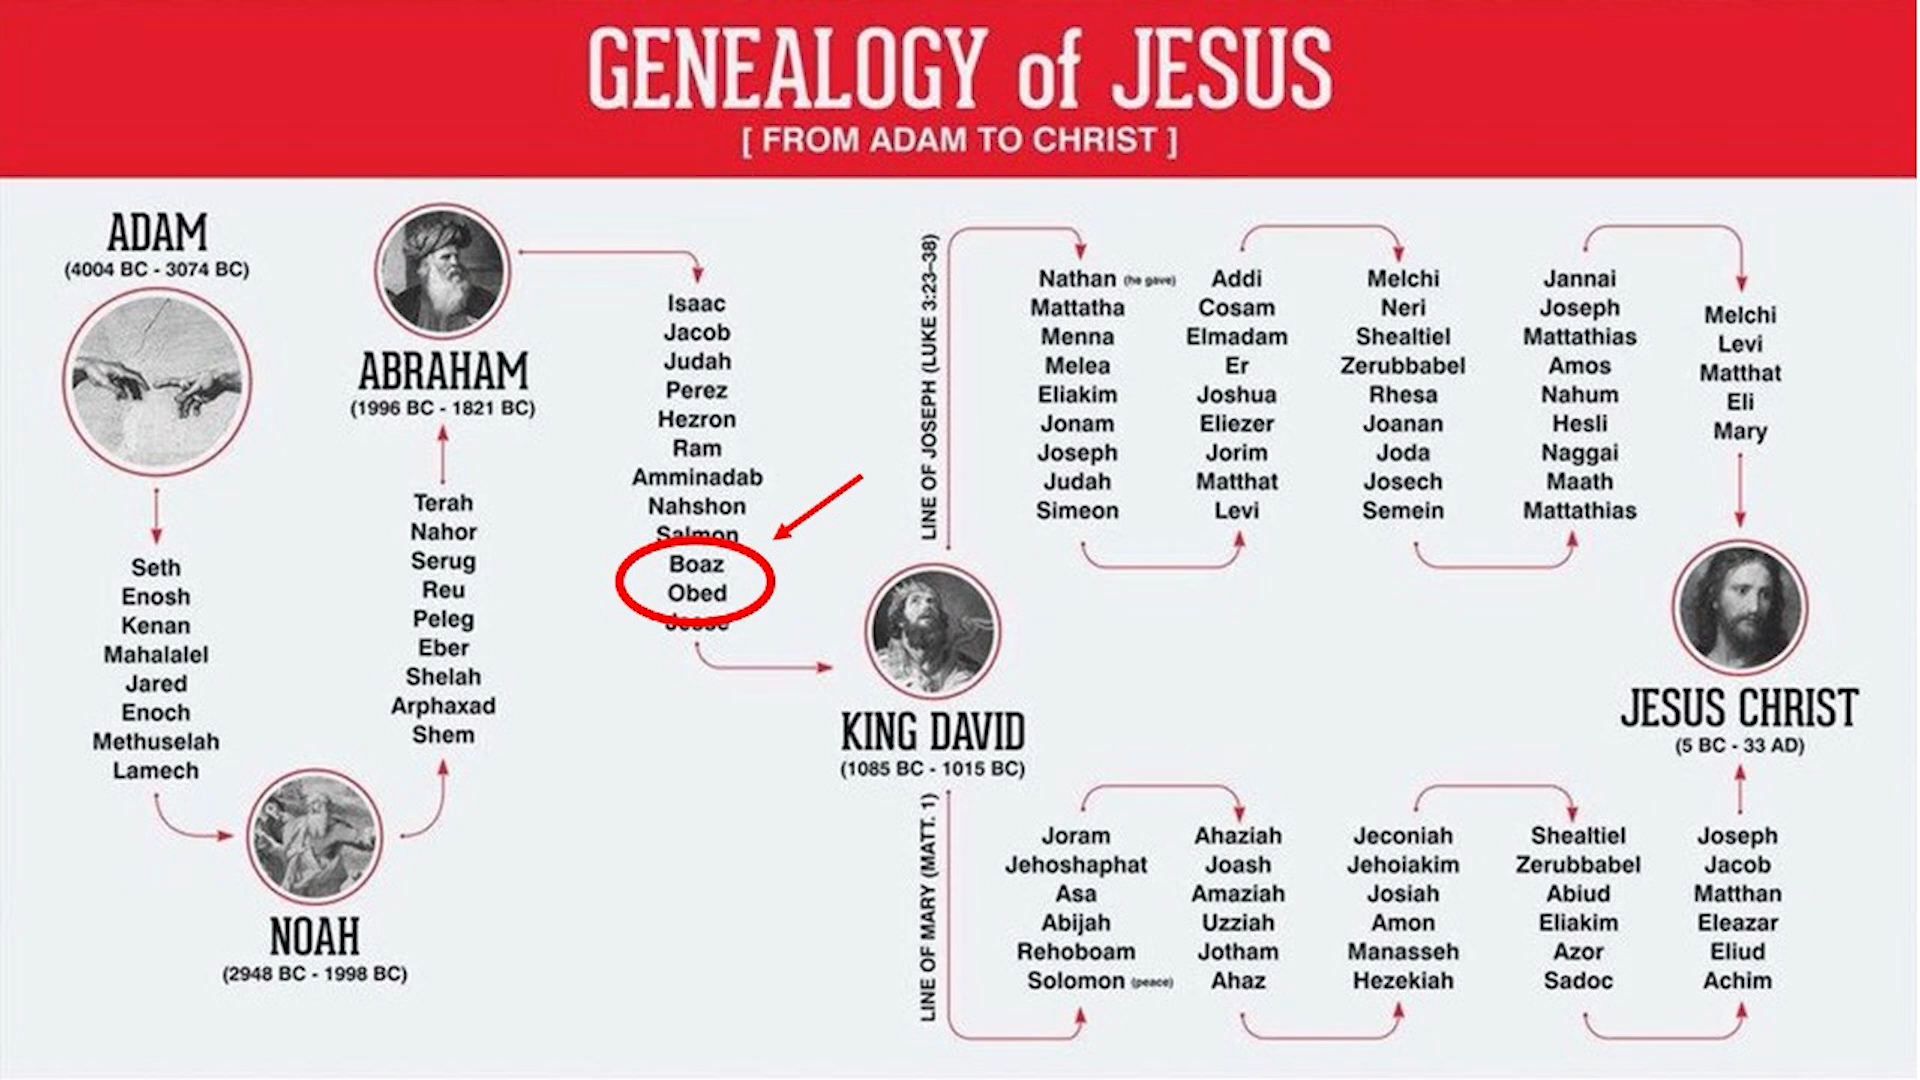 GENEALOGY of JESUS
[ FROM ADAM TO CHRIST ]
ADAM
(4004 BC - 3074 BC)
Seth
Enosh
Kenan
Mahalalel
Jared
Enoch
Methuselah
Lamech
NOAH
(2948 BC - 1998 BC)
Terah
Nahor
Serug
Reu
Peleg
Eber
Shelah
Arphaxad
Shem
ABRAHAM
(1996 BC - 1821 BC)
Isaac
Jacob
Judah
Perez
Hezron
Ram
Amminadab
Nahshon
Salmon
Boaz
Obed
Jesse
KING DAVID
(1085 BC - 1015 BC)
LINE OF JOSEPH (LUKE 3:23–38)
Nathan (he gave)
Mattatha
Menna
Melea
Eliakim
Jonam
Joseph
Judah
Simeon
Addi
Cosam
Elmadam
Er
Joshua
Eliezer
Jorim
Matthat
Levi
Melchi
Neri
Shealtiel
Zerubbabel
Rhesa
Joanan
Joda
Josech
Semein
Jannai
Joseph
Mattathias
Amos
Nahum
Hesli
Naggai
Maath
Mattathias
Melchi
Levi
Matthat
Eli
Mary
JESUS CHRIST
(5 BC - 33 AD)
LINE OF MARY (MATT. 1)
Joram
Jehoshaphat
Asa
Abijah
Rehoboam
Solomon (peace)
Ahaziah
Joash
Amaziah
Uzziah
Jotham
Ahaz
Jeconiah
Jehoiakim
Josiah
Amon
Manasseh
Hezekiah
Shealtiel
Zerubbabel
Abiud
Eliakim
Azor
Sadoc
Joseph
Jacob
Matthan
Eleazar
Eliud
Achim